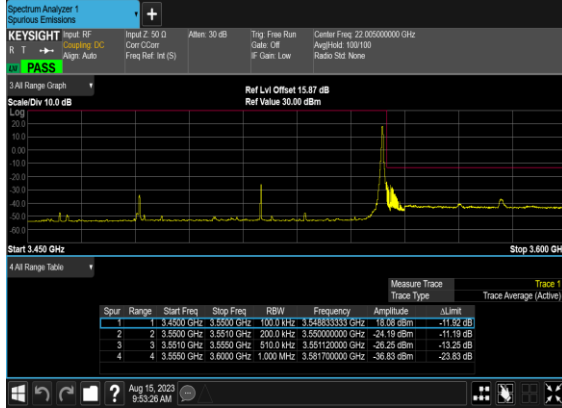 Spectrum Analyzer 1
Spurious Emissions
+
KEYSIGHT Input: RF Input Z: 50 Ω Atten: 30 dB Trig: Free Run Center Freq: 22.005000000 GHz
R T Coupling: DC Corr CCorr Gate: Off Avg|Hold: 100/100
Align: Auto Freq Ref: Int (S) IF Gain: Low Radio Std: None
PASS
3 All Range Graph
Ref Lvl Offset 15.87 dB
Scale/Div 10.0 dB Ref Value 30.00 dBm
Log
20.0
10.0
0.00
-10.0
-20.0
-30.0
-40.0
-50.0
-60.0
Start 3.450 GHz Stop 3.600 GH
4 All Range Table
Measure Trace Trace 1
Trace Type Trace Average (Active)
Spur Range Start Freq Stop Freq RBW Frequency Amplitude ΔLimit
1 1 3.4500 GHz 3.5500 GHz 100.0 kHz 3.548833333 GHz 18.08 dBm -11.92 dB
2 2 3.5500 GHz 3.5510 GHz 200.0 kHz 3.550000000 GHz -24.19 dBm -11.19 dB
3 3 3.5510 GHz 3.5550 GHz 510.0 kHz 3.551120000 GHz -26.25 dBm -13.25 dB
4 4 3.5550 GHz 3.6000 GHz 1.000 MHz 3.581700000 GHz -36.83 dBm -23.83 dB
? Aug 15, 2023
9:53:26 AM